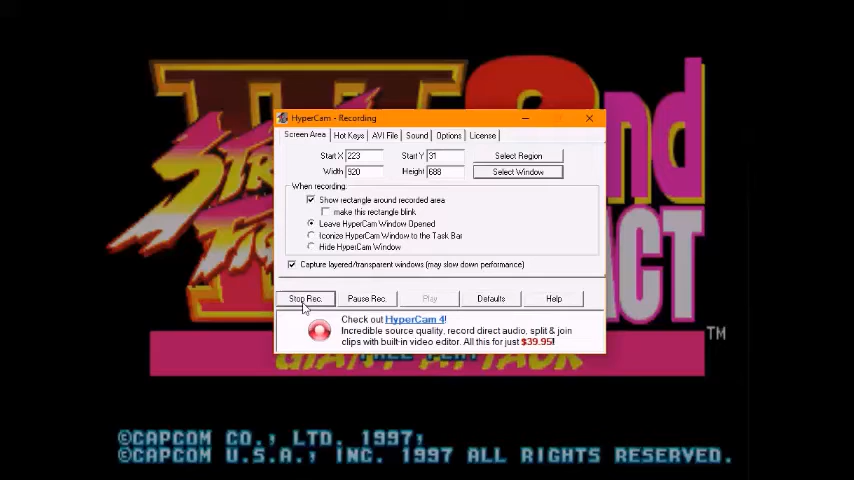 HyperCam - Recording
Screen Area Hot Keys AVI File Sound Options License
Start X 223 Start Y 31 Select Region
Width 920 Height 688 Select Window
When recording:
Show rectangle around recorded area
make this rectangle blink
Leave HyperCam Window Opened
Iconize HyperCam Window to the Task Bar
Hide HyperCam Window
Capture layered/transparent windows (may slow down performance)
Stop Rec. Pause Rec. Play Defaults Help
Check out HyperCam 4!
Incredible source quality, record direct audio, split & join
clips with built-in video editor. All this for just $39.95!
TM
GIANT ATTACK
©CAPCOM CO., LTD. 1997,
©CAPCOM U.S.A., INC. 1997 ALL RIGHTS RESERVED.